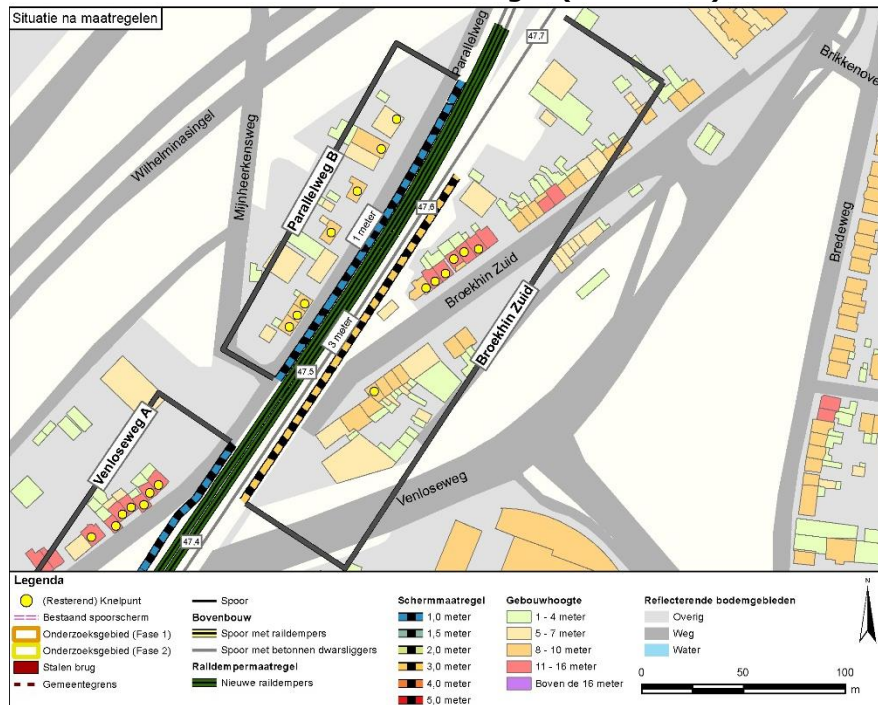 Situatie na maatregelen
Parallelweg
47,7
Brikkenove
Wilhelminasingel
Mijnheerkensweg
Parallelweg B
1 meter
47,6
Broekhin Zuid
Bredeweg
3 meter
Broekhin Zuid
47,5
Venloseweg A
Venloseweg
47,4
Legenda
(Resterend) Knelpunt
Bestaand spoorscherm
Onderzoeksgebied (Fase 1)
Onderzoeksgebied (Fase 2)
Stalen brug
Gemeentegrens
Spoor
Bovenbouw
Spoor met raildempers
Spoor met betonnen dwarsliggers
Raildempermaatregel
Nieuwe raildempers
Schermmaatregel
1,0 meter
1,5 meter
2,0 meter
3,0 meter
4,0 meter
5,0 meter
Gebouwhoogte
1 - 4 meter
5 - 7 meter
8 - 10 meter
11 - 16 meter
Boven de 16 meter
Reflecterende bodemgebieden
Overig
Weg
Water
N
0 50 100
m